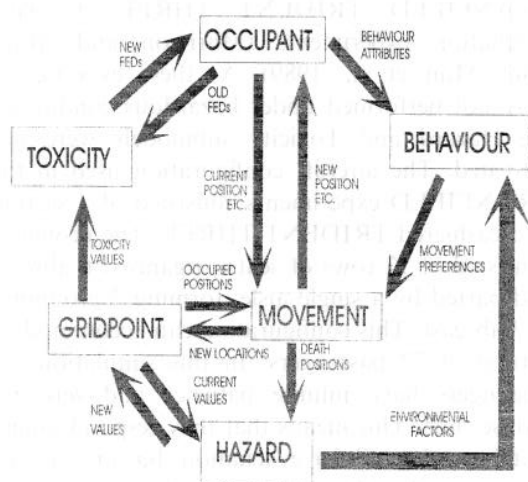 OCCUPANT
NEW
FEDs
OLD
FEDs
BEHAVIOUR
ATTRIBUTES
TOXICITY
BEHAVIOUR
CURRENT
POSITION
ETC.
NEW
POSITION
ETC.
TOXICITY
VALUES
MOVEMENT
PREFERENCES
OCCUPIED
POSITIONS
GRIDPOINT
MOVEMENT
NEW LOCATIONS
DEATH
POSITIONS
CURRENT
VALUES
NEW
VALUES
ENVIRONMENTAL
FACTORS
HAZARD